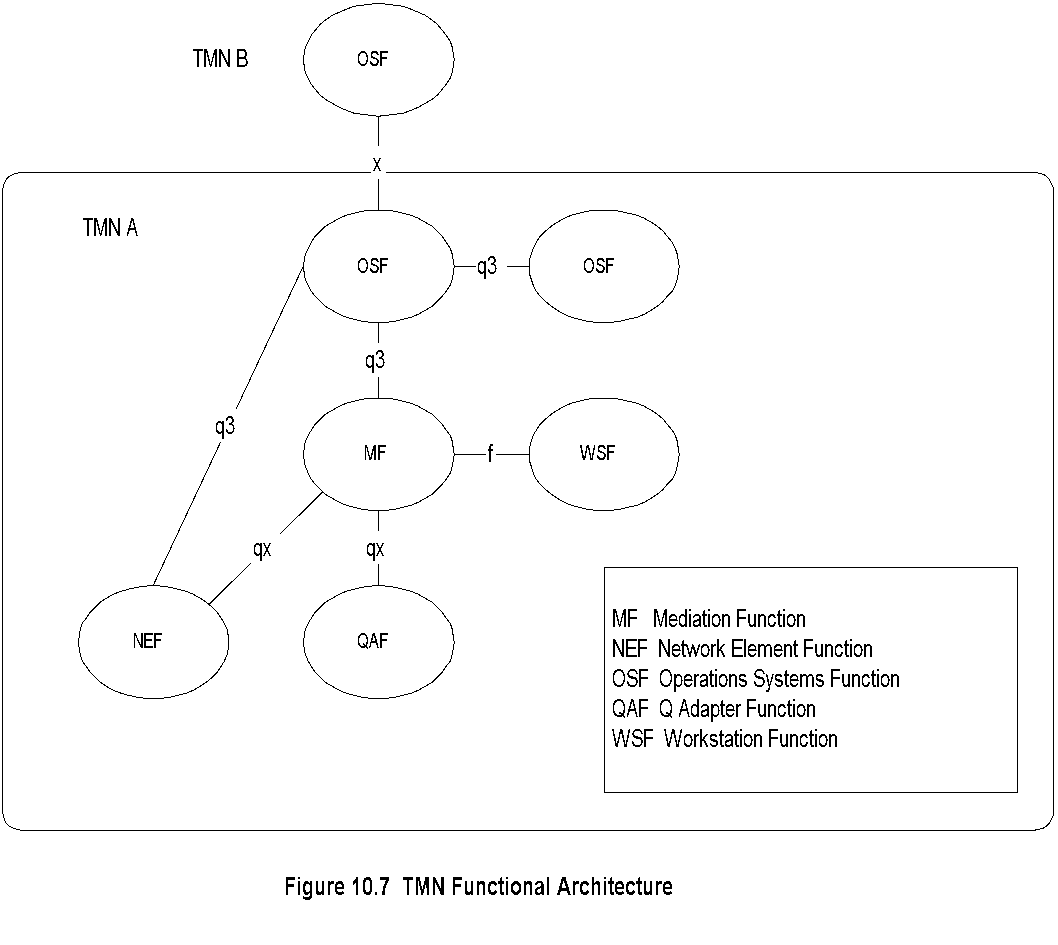 TMN B
OSF
x
TMN A
OSF
q3
OSF
q3
q3
MF
f
WSF
qx
qx
NEF
QAF
MF Mediation Function
NEF Network Element Function
OSF Operations Systems Function
QAF Q Adapter Function
WSF Workstation Function
Figure 10.7 TMN Functional Architecture